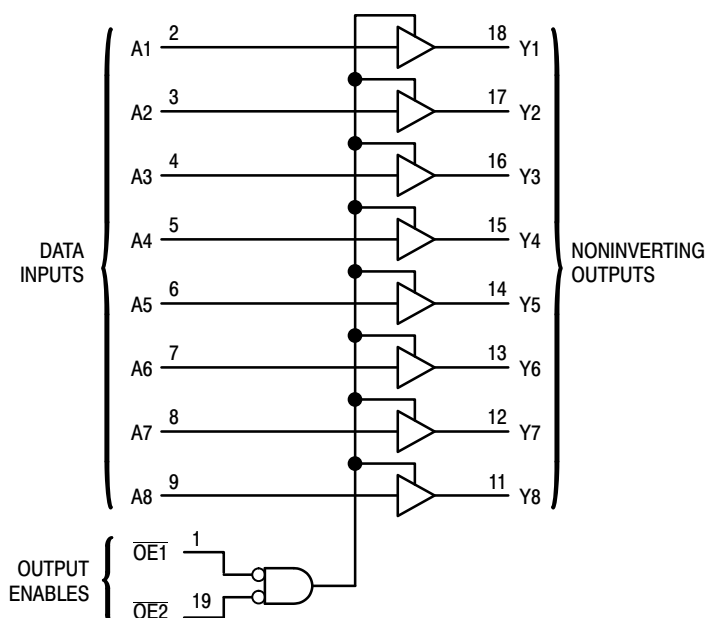 A1 2 18 Y1
A2 3 17 Y2
A3 4 16 Y3
A4 5 15 Y4
DATA
INPUTS
NONINVERTING
OUTPUTS
A5 6 14 Y5
A6 7 13 Y6
A7 8 12 Y7
A8 9 11 Y8
OUTPUT
ENABLES
O̅E̅1̅ 1
O̅E̅2̅ 19